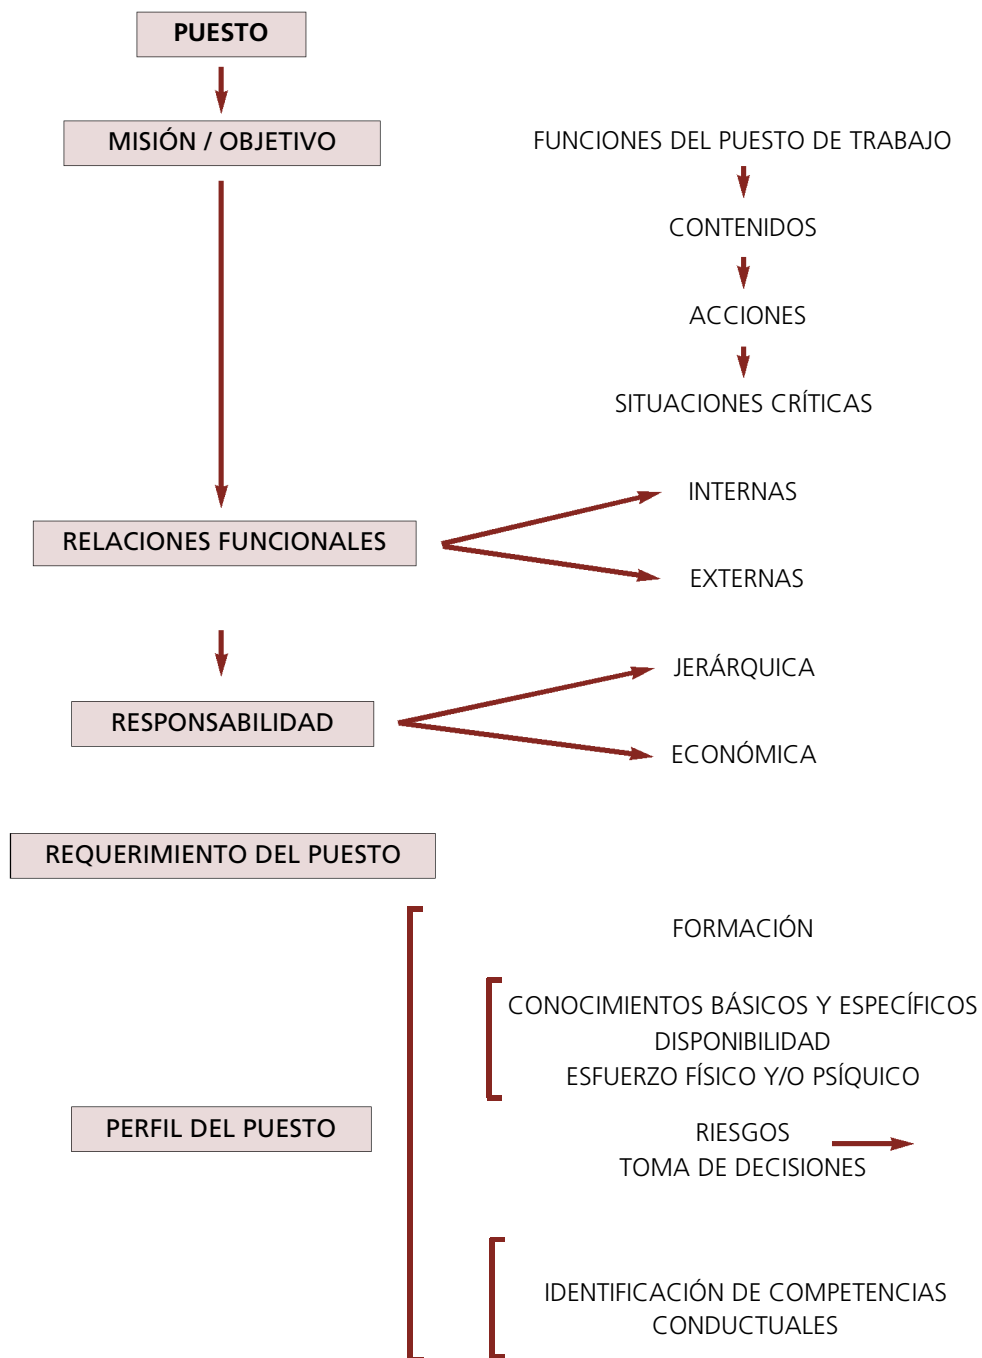 PUESTO
MISIÓN / OBJETIVO
FUNCIONES DEL PUESTO DE TRABAJO
CONTENIDOS
ACCIONES
SITUACIONES CRÍTICAS
INTERNAS
RELACIONES FUNCIONALES
EXTERNAS
JERÁRQUICA
RESPONSABILIDAD
ECONÓMICA
REQUERIMIENTO DEL PUESTO
FORMACIÓN
CONOCIMIENTOS BÁSICOS Y ESPECÍFICOS
DISPONIBILIDAD
ESFUERZO FÍSICO Y/O PSÍQUICO
PERFIL DEL PUESTO
RIESGOS
TOMA DE DECISIONES
IDENTIFICACIÓN DE COMPETENCIAS
CONDUCTUALES